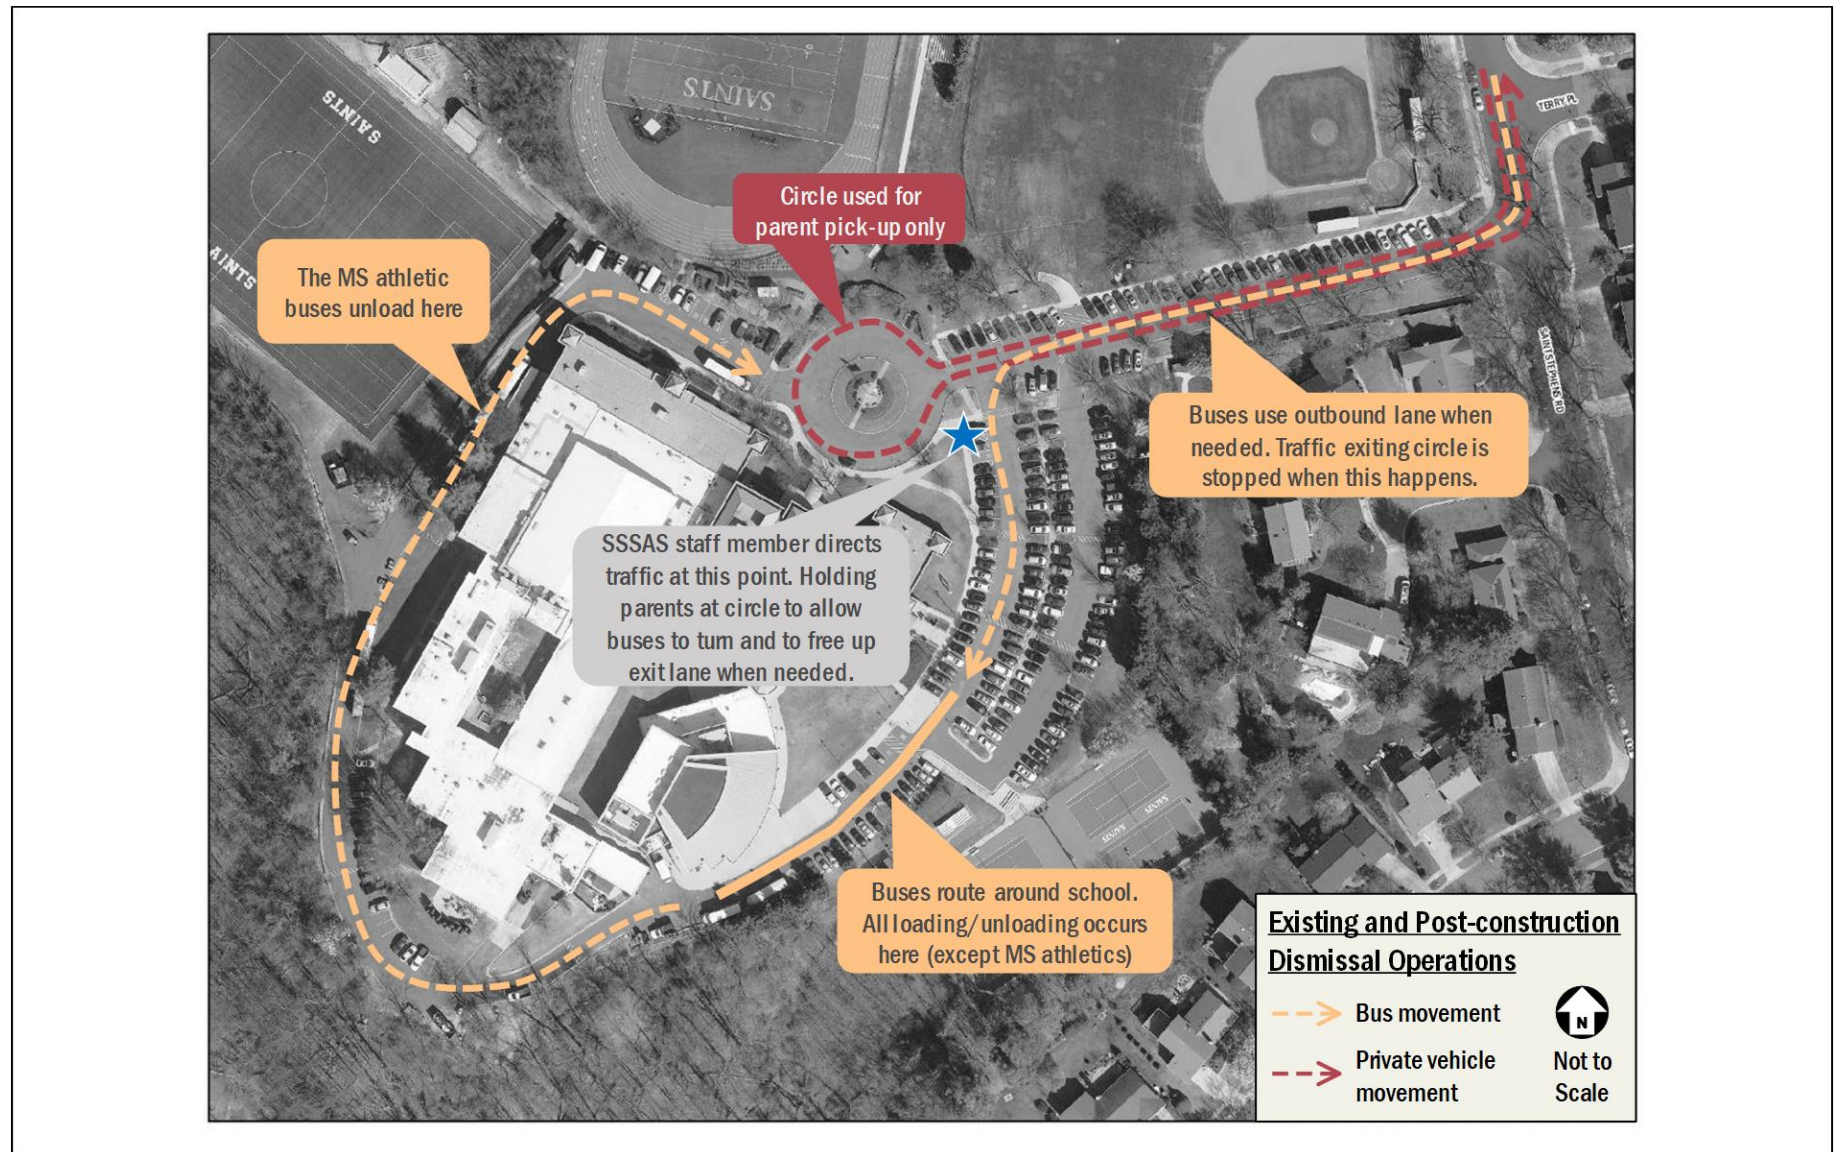 SAINTS
SAINTS
TERRY PL
Circle used for
parent pick-up only
The MS athletic
buses unload here
AINTS
SAINT STEPHENS RD
Buses use outbound lane when
needed. Traffic exiting circle is
stopped when this happens.
SSSAS staff member directs
traffic at this point. Holding
parents at circle to allow
buses to turn and to free up
exit lane when needed.
SAINTS
SAINTS
Buses route around school.
All loading/unloading occurs
here (except MS athletics)
Existing and Post-construction
Dismissal Operations
Bus movement
N
Private vehicle
movement
Not to
Scale